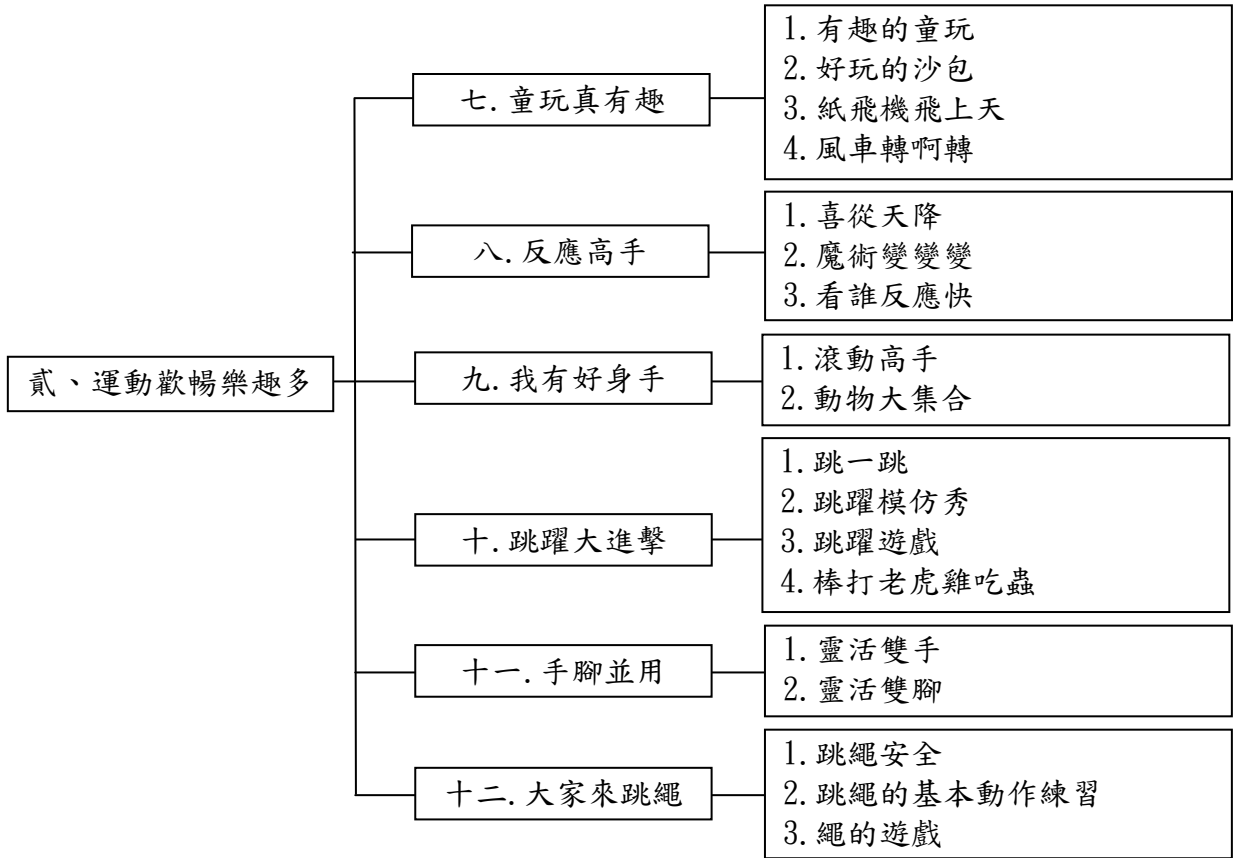 貳、運動歡暢樂趣多
七.童玩真有趣
1.有趣的童玩
2.好玩的沙包
3.紙飛機飛上天
4.風車轉啊轉
八.反應高手
1.喜從天降
2.魔術變變變
3.看誰反應快
九.我有好身手
1.滾動高手
2.動物大集合
十.跳躍大進擊
1.跳一跳
2.跳躍模仿秀
3.跳躍遊戲
4.棒打老虎雞吃蟲
十一.手腳並用
1.靈活雙手
2.靈活雙腳
十二.大家來跳繩
1.跳繩安全
2.跳繩的基本動作練習
3.繩的遊戲